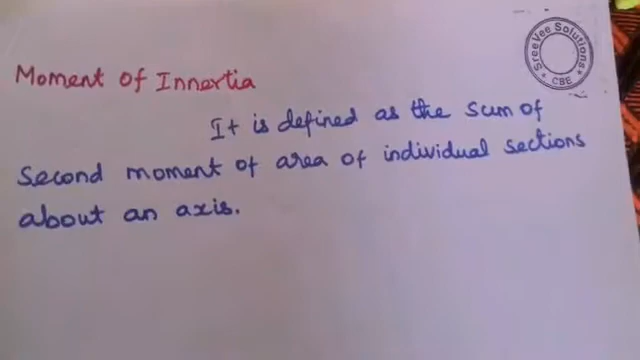 SreeVee Solutions
* CBE *
Moment of Innertia
It is defined as the sum of
second moment of area of individual sections
about an axis.